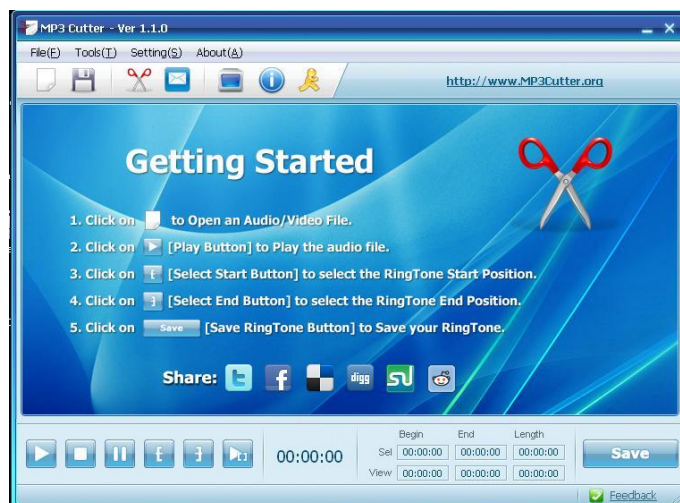 MP3 Cutter - Ver 1.1.0
File(F) Tools(T) Setting(S) About(A)
http://www.MP3Cutter.org
Getting Started
1. Click on to Open an Audio/Video File.
2. Click on [Play Button] to Play the audio file.
3. Click on { [Select Start Button] to select the RingTone Start Position.
4. Click on } [Select End Button] to select the RingTone End Position.
5. Click on Save [Save RingTone Button] to Save your RingTone.
Share: t f digg su
{ } [ ] 00:00:00
Begin End Length
Sel 00:00:00 00:00:00 00:00:00
View 00:00:00 00:00:00 00:00:00
Save
Feedback